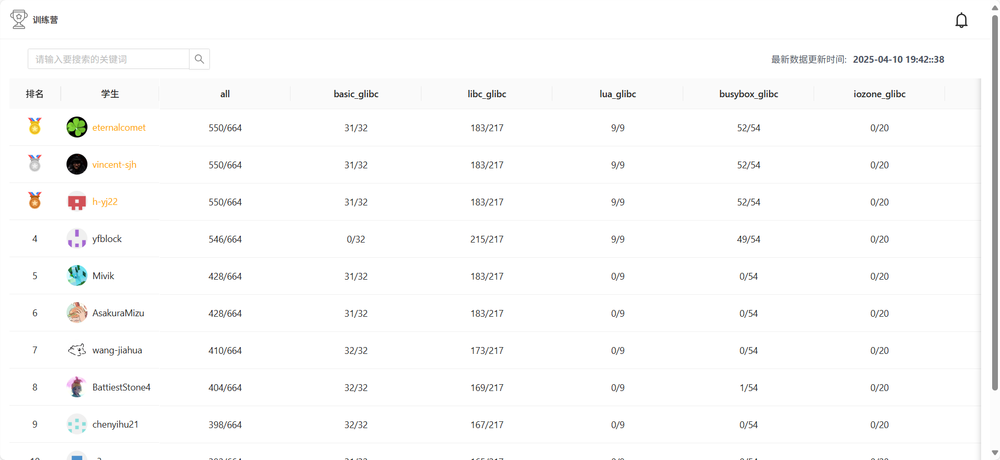 训练营
请输入要搜索的关键词
最新数据更新时间: 2025-04-10 19:42::38
排名 学生 all basic_glibc libc_glibc lua_glibc busybox_glibc iozone_glibc
eternalcomet 550/664 31/32 183/217 9/9 52/54 0/20
vincent-sjh 550/664 31/32 183/217 9/9 52/54 0/20
h-yj22 550/664 31/32 183/217 9/9 52/54 0/20
4 yfblock 546/664 0/32 215/217 9/9 49/54 0/20
5 Mivik 428/664 31/32 183/217 0/9 0/54 0/20
6 AsakuraMizu 428/664 31/32 183/217 0/9 0/54 0/20
7 wang-jiahua 410/664 32/32 173/217 0/9 0/54 0/20
8 BattiestStone4 404/664 32/32 169/217 0/9 1/54 0/20
9 chenyihu21 398/664 32/32 167/217 0/9 0/54 0/20